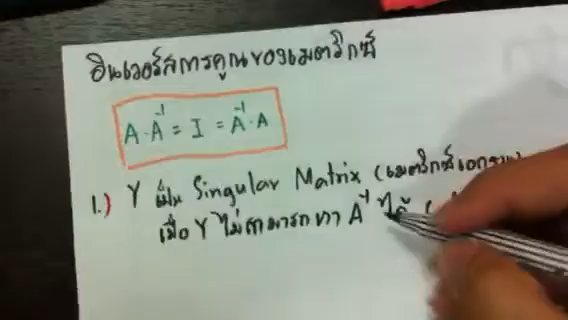 อินเวอร์สการคูณของเมตริกซ์
A·A⁻¹ = I = A⁻¹·A
1.) Y เป็น Singular Matrix (เมตริกซ์เอกฐาน
เมื่อ Y ไม่สามารถหา A⁻¹ ได้ (